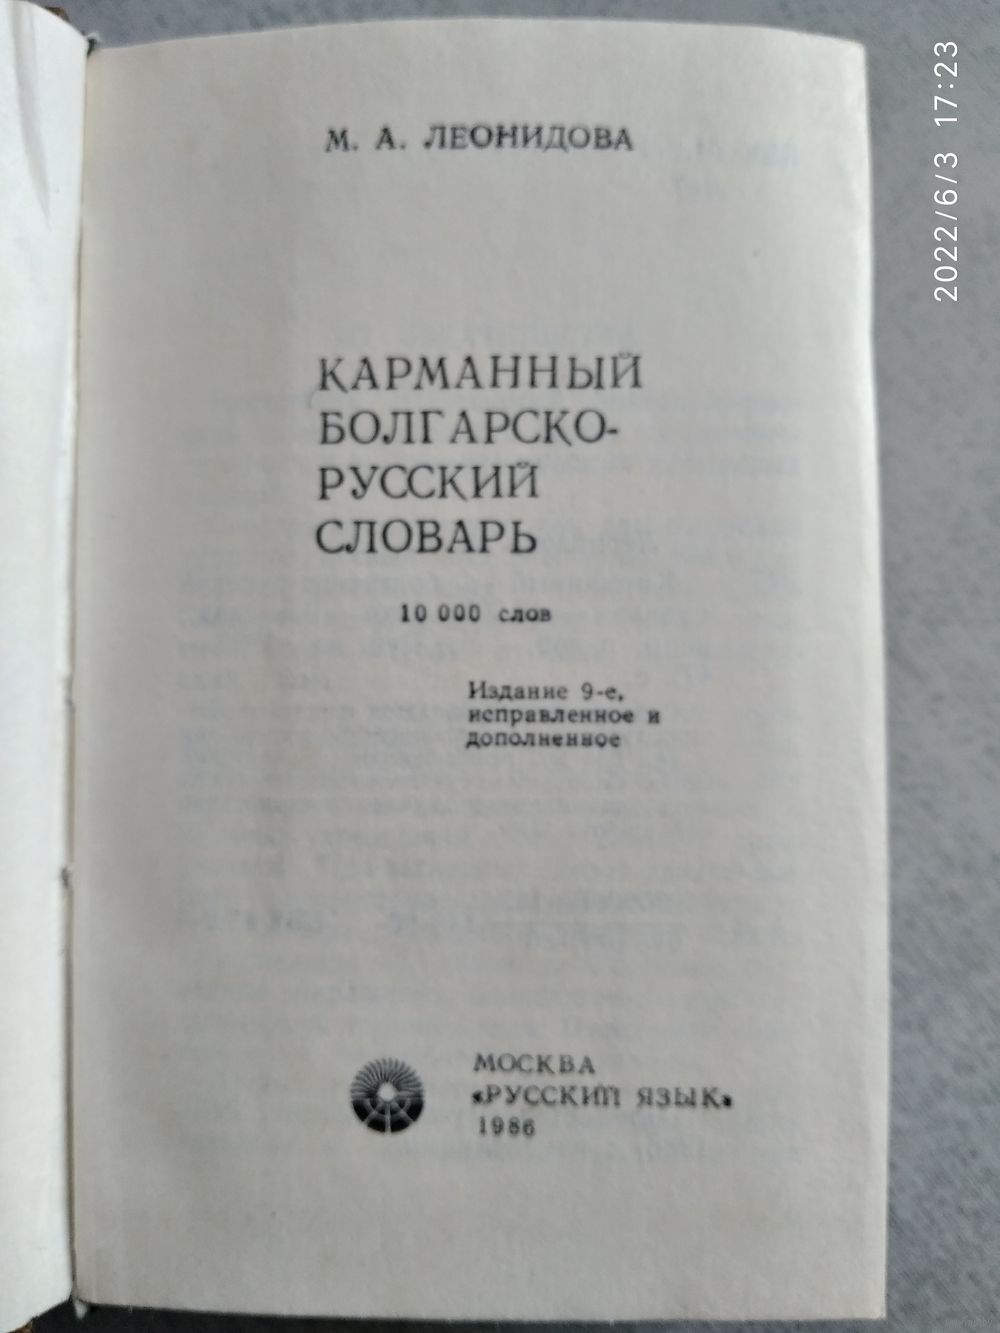 М. А. ЛЕОНИДОВА
КАРМАННЫЙ
БОЛГАРСКО-
РУССКИЙ
СЛОВАРЬ
10 000 слов
Издание 9-е,
исправленное и
дополненное
МОСКВА
«РУССКИЙ ЯЗЫК»
1986
2022/6/3 17:23